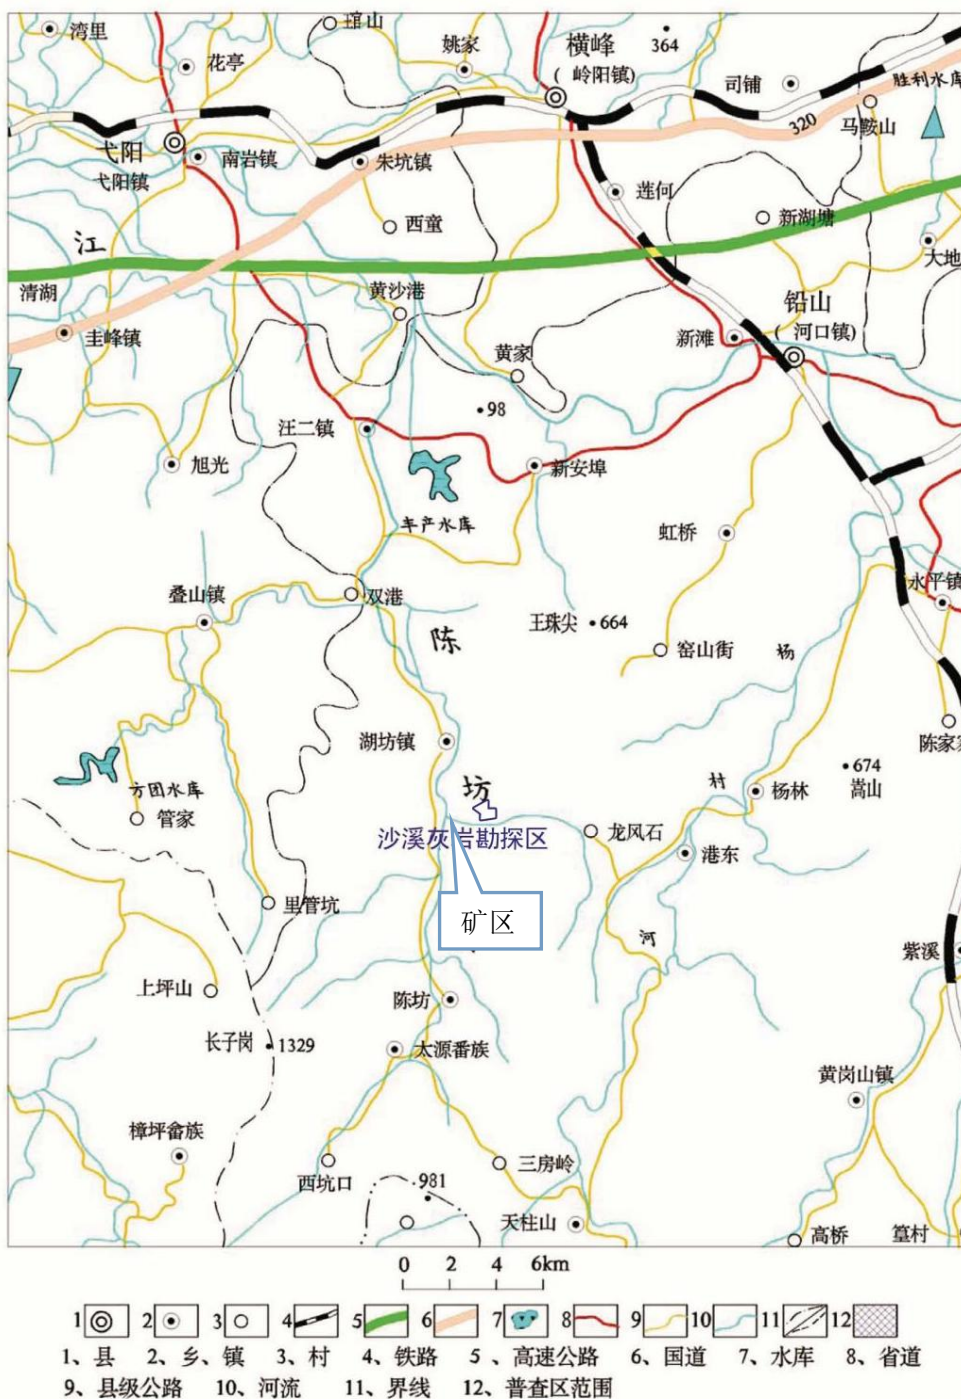 湾里
琯山
花亭
姚家
横峰
364
(岭阳镇)
司铺
胜利水库
马鞍山
320
弋阳
弋阳镇
南岩镇
朱坑镇
莲何
西童
新湖塘
江
大地
清湖
黄沙港
铅山
(河口镇)
圭峰镇
新滩
黄家
98
汪二镇
旭光
新安埠
丰产水库
虹桥
叠山镇
双港
永平镇
陈
王珠尖
664
窑山街
杨
湖坊镇
陈家寨
674
嵩山
坊
村
杨林
方团水库
管家
沙溪灰岩勘探区
龙风石
港东
里管坑
矿区
河
紫溪
上坪山
陈坊
长子岗
1329
太源畲族
黄岗山镇
樟坪畲族
三房岭
西坑口
981
天柱山
高桥
篁村
0 2 4 6km
1 2 3 4 5 6 7 8 9 10 11 12
1、县 2、乡、镇 3、村 4、铁路 5、高速公路 6、国道 7、水库 8、省道
9、县级公路 10、河流 11、界线 12、普查区范围